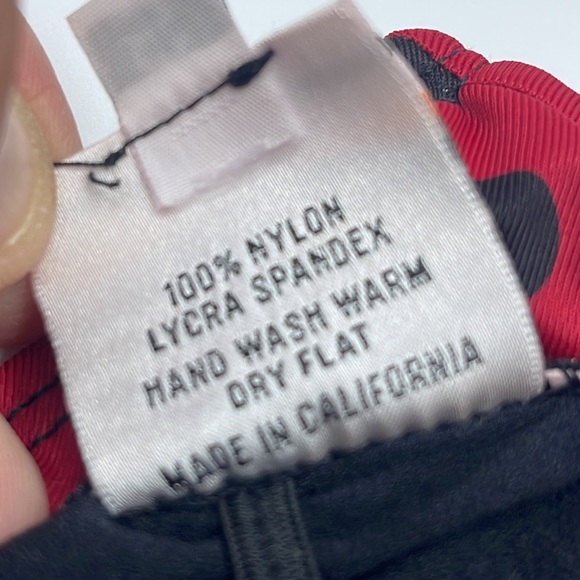 100% NYLON
LYCRA SPANDEX
HAND WASH WARM
DRY FLAT
MADE IN CALIFORNIA